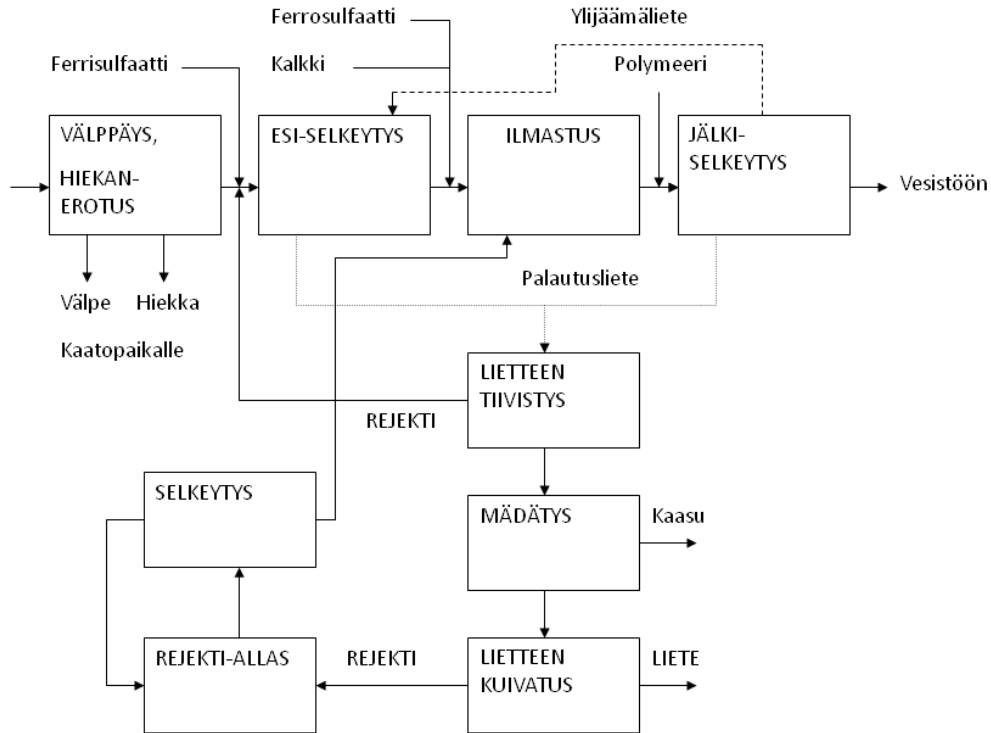 Ferrosulfaatti
Ylijäämäliete
Ferrisulfaatti
Kalkki
Polymeeri
VÄLPPÄYS,
HIEKAN-
EROTUS
ESI-SELKEYTYS
ILMASTUS
JÄLKI-
SELKEYTYS
Vesistöön
Välpe
Hiekka
Kaatopaikalle
Palautusliete
LIETTEEN
TIIVISTYS
REJEKTI
SELKEYTYS
MÄDÄTYS
Kaasu
REJEKTI-ALLAS
REJEKTI
LIETTEEN
KUIVATUS
LIETE